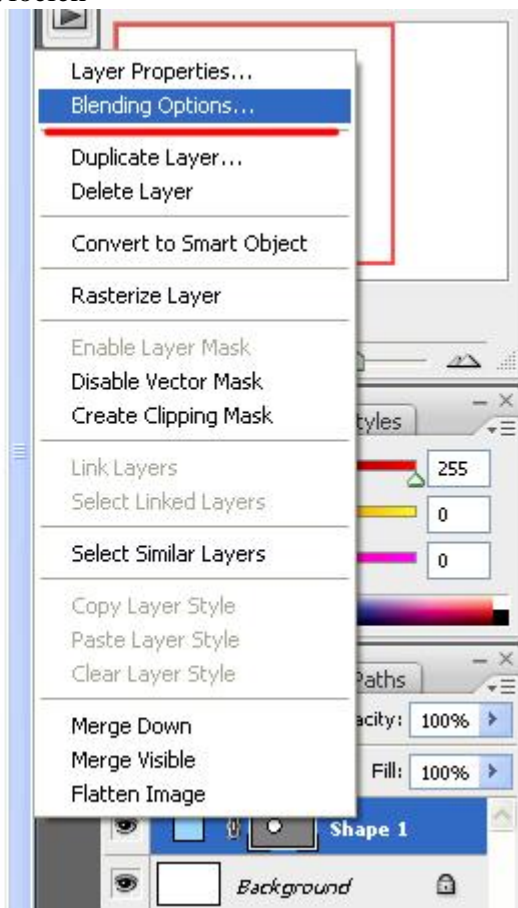 Layer Properties...
Blending Options...
Duplicate Layer...
Delete Layer
Convert to Smart Object
Rasterize Layer
Enable Layer Mask
Disable Vector Mask
Create Clipping Mask
Link Layers
Select Linked Layers
Select Similar Layers
Copy Layer Style
Paste Layer Style
Clear Layer Style
Merge Down
Merge Visible
Flatten Image
tyles
255
0
0
Paths
acity: 100%
Fill: 100%
Shape 1
Background